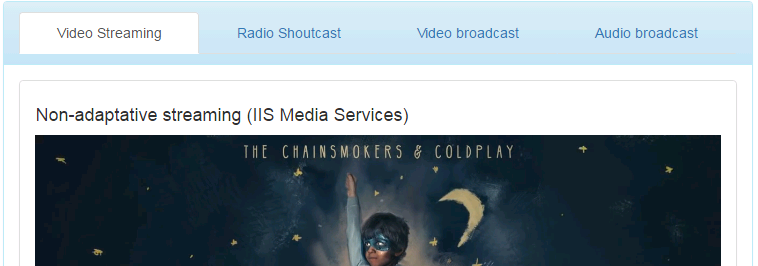 Video Streaming
Radio Shoutcast
Video broadcast
Audio broadcast
Non-adaptative streaming (IIS Media Services)
THE CHAINSMOKERS & COLDPLAY